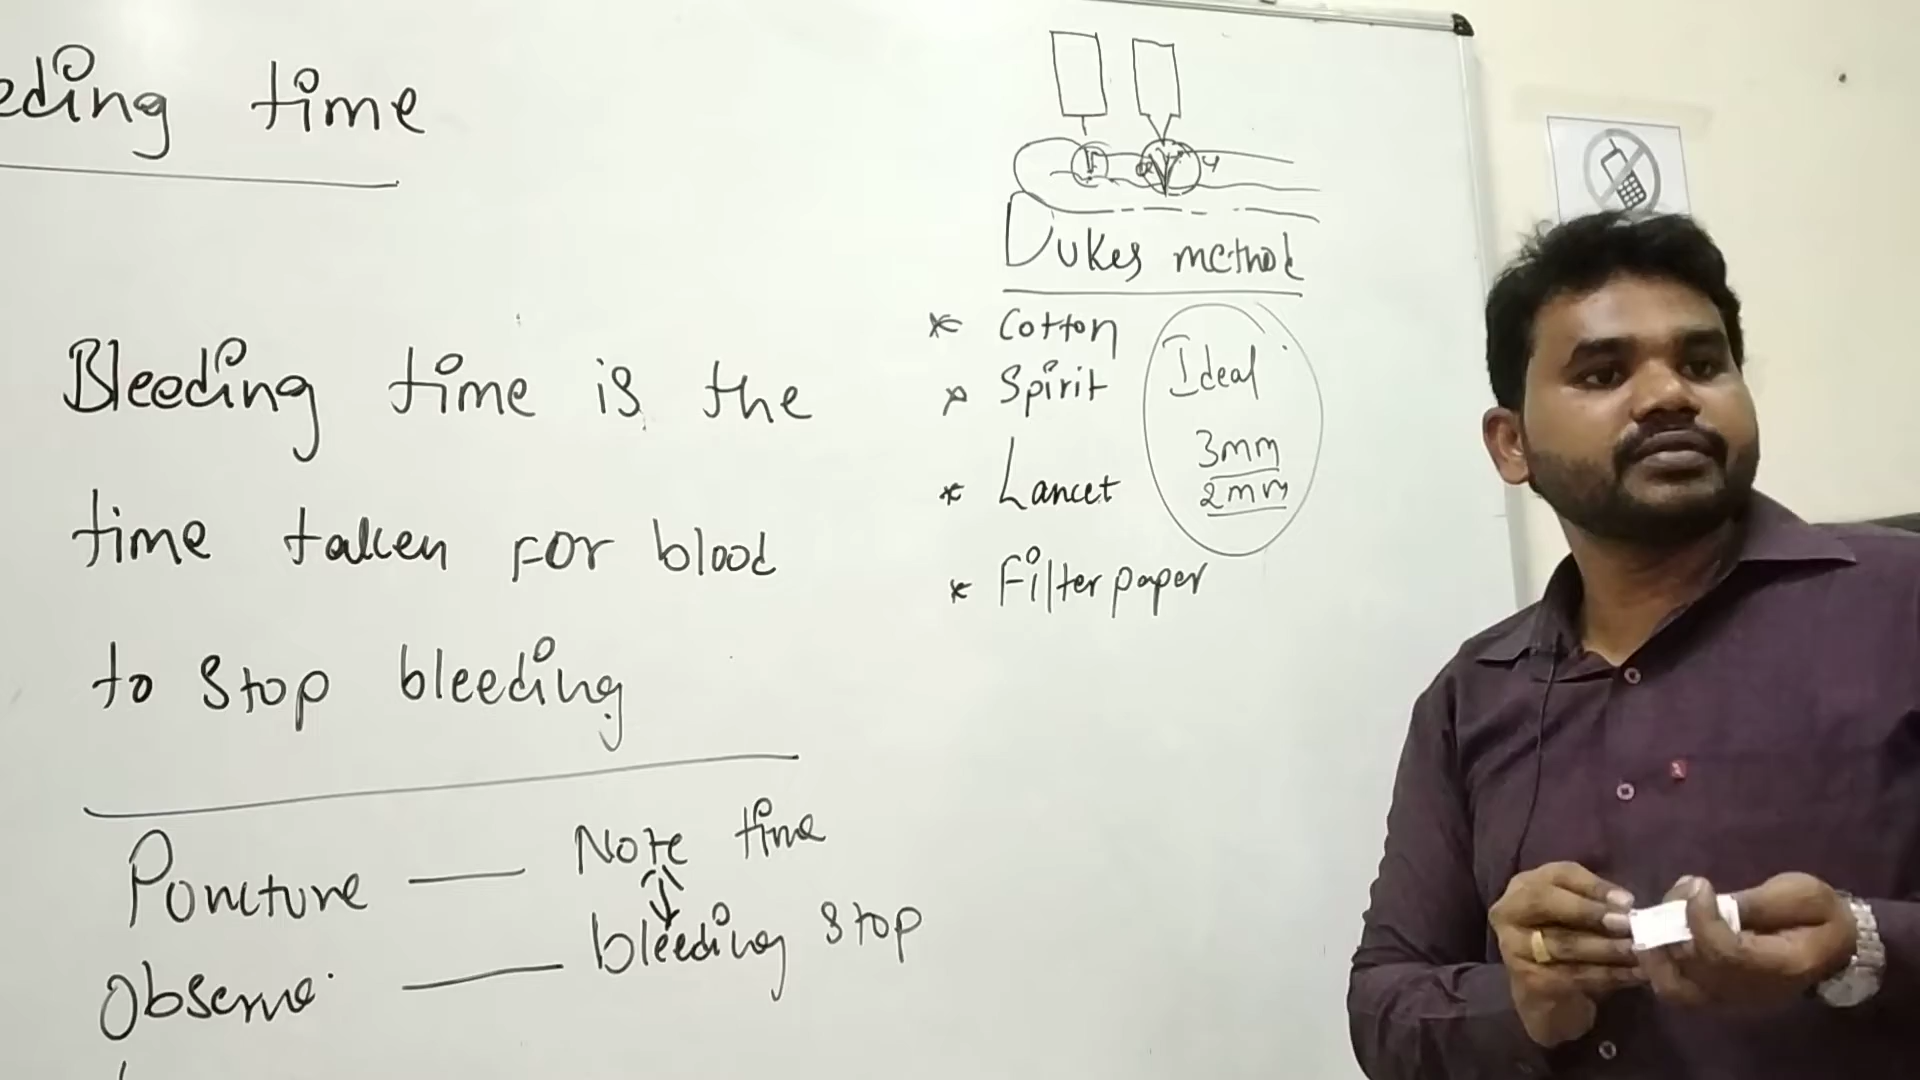 eding time
Bleeding time is the
time taken for blood
to stop bleeding
Poncture — Note time
Observe — bleeding stop
Dukes method
* Cotton
* Spirit
* Lancet
* Filter paper
Ideal
3mm
2mm